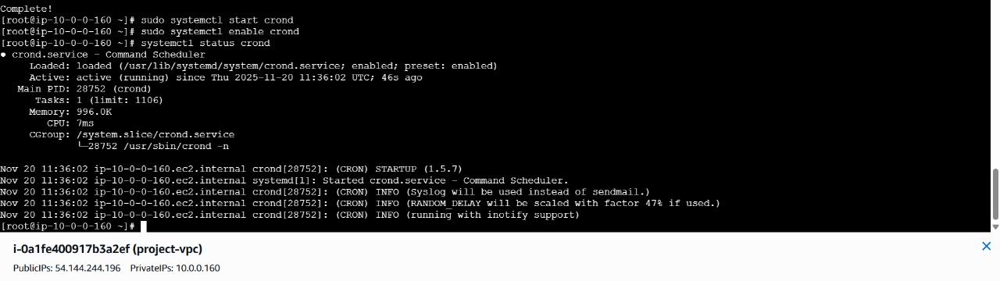 Complete!
[root@ip-10-0-0-160 ~]# sudo systemctl start crond
[root@ip-10-0-0-160 ~]# sudo systemctl enable crond
[root@ip-10-0-0-160 ~]# systemctl status crond
● crond.service - Command Scheduler
     Loaded: loaded (/usr/lib/systemd/system/crond.service; enabled; preset: enabled)
     Active: active (running) since Thu 2025-11-20 11:36:02 UTC; 46s ago
   Main PID: 28752 (crond)
      Tasks: 1 (limit: 1106)
     Memory: 996.0K
        CPU: 7ms
     CGroup: /system.slice/crond.service
             └─28752 /usr/sbin/crond -n

Nov 20 11:36:02 ip-10-0-0-160.ec2.internal crond[28752]: (CRON) STARTUP (1.5.7)
Nov 20 11:36:02 ip-10-0-0-160.ec2.internal systemd[1]: Started crond.service - Command Scheduler.
Nov 20 11:36:02 ip-10-0-0-160.ec2.internal crond[28752]: (CRON) INFO (Syslog will be used instead of sendmail.)
Nov 20 11:36:02 ip-10-0-0-160.ec2.internal crond[28752]: (CRON) INFO (RANDOM_DELAY will be scaled with factor 47% if used.)
Nov 20 11:36:02 ip-10-0-0-160.ec2.internal crond[28752]: (CRON) INFO (running with inotify support)
[root@ip-10-0-0-160 ~]#
i-0a1fe400917b3a2ef (project-vpc)
PublicIPs: 54.144.244.196 PrivateIPs: 10.0.0.160